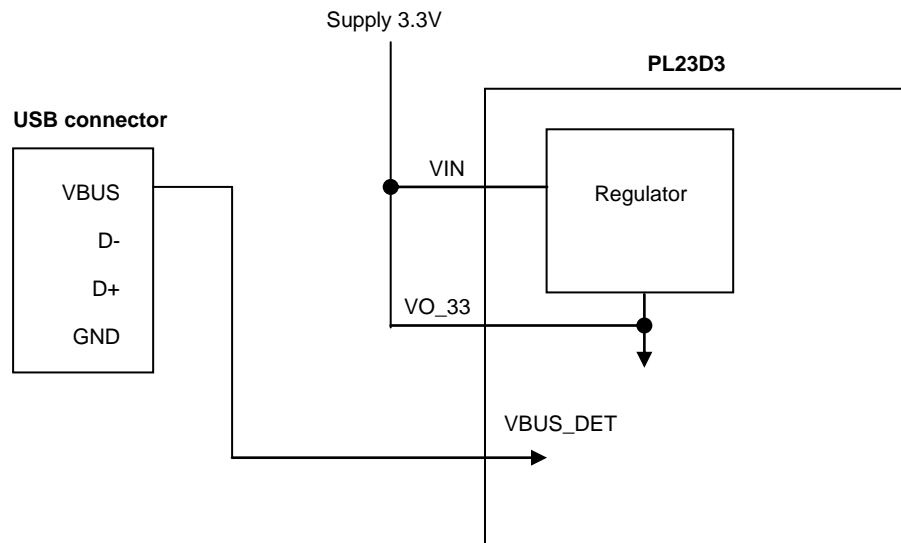 Supply 3.3V
PL23D3
USB connector
VBUS
D-
D+
GND
VIN
Regulator
VO_33
VBUS_DET